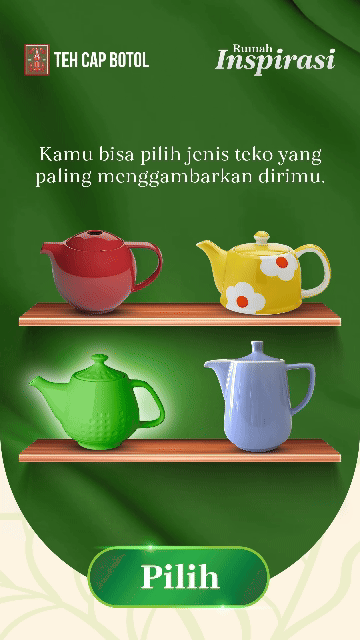 TEH CAP BOTOL
Rumah
Inspirasi
Kamu bisa pilih jenis teko yang
paling menggambarkan dirimu.
Pilih